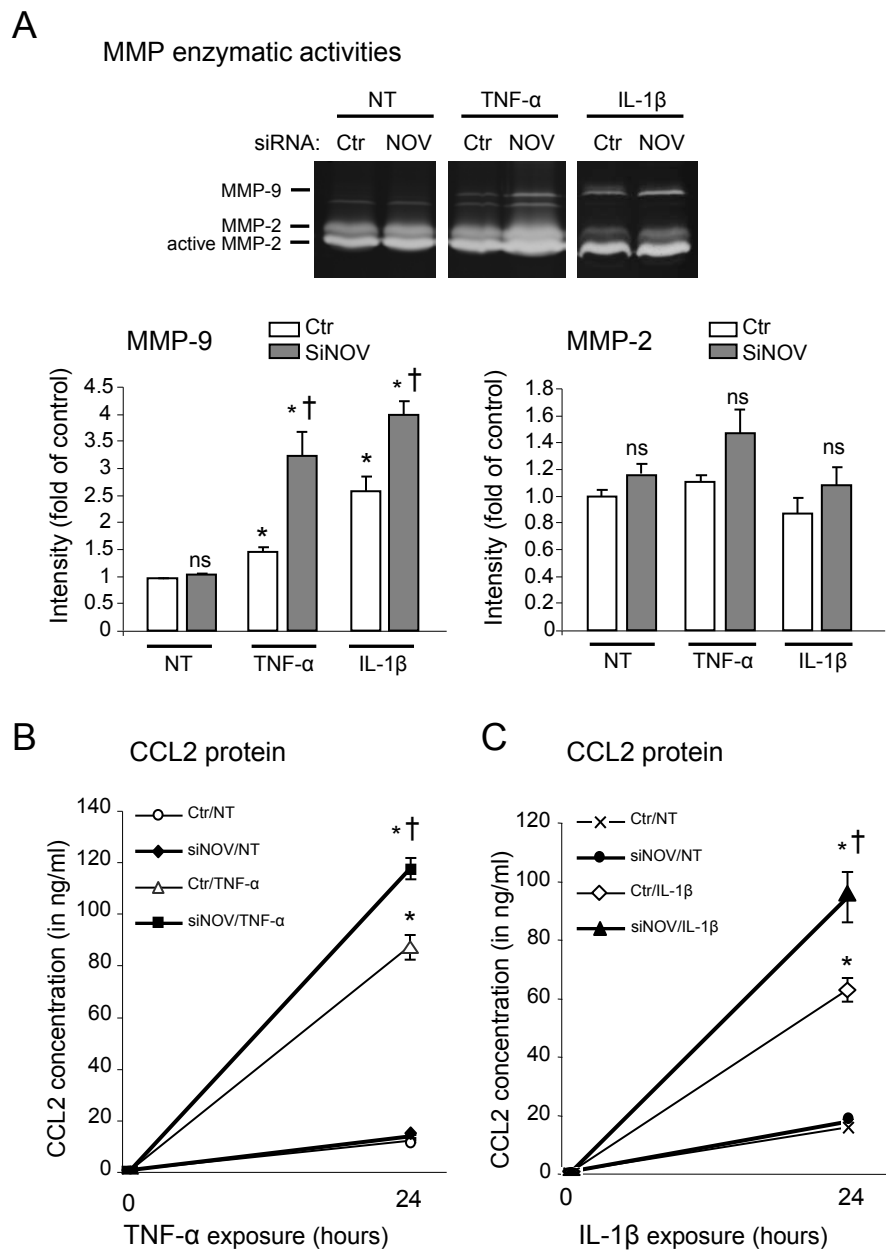 A
MMP enzymatic activities
NT TNF-α IL-1β
siRNA: Ctr NOV Ctr NOV Ctr NOV
MMP-9
MMP-2
active MMP-2
MMP-9
Ctr
SiNOV
Intensity (fold of control)
4.5
4
3.5
3
2.5
2
1.5
1
0.5
0
ns
*
* †
*
* †
NT TNF-α IL-1β
MMP-2
Ctr
SiNOV
Intensity (fold of control)
1.8
1.6
1.4
1.2
1.0
0.8
0.6
0.4
0.2
0
ns
ns
ns
NT TNF-α IL-1β
B
CCL2 protein
CCL2 concentration (in ng/ml)
140
120
100
80
60
40
20
0
Ctr/NT
siNOV/NT
Ctr/TNF-α
siNOV/TNF-α
* †
*
0 24
TNF-α exposure (hours)
C
CCL2 protein
CCL2 concentration (in ng/ml)
120
100
80
60
40
20
0
Ctr/NT
siNOV/NT
Ctr/IL-1β
siNOV/IL-1β
* †
*
0 24
IL-1β exposure (hours)